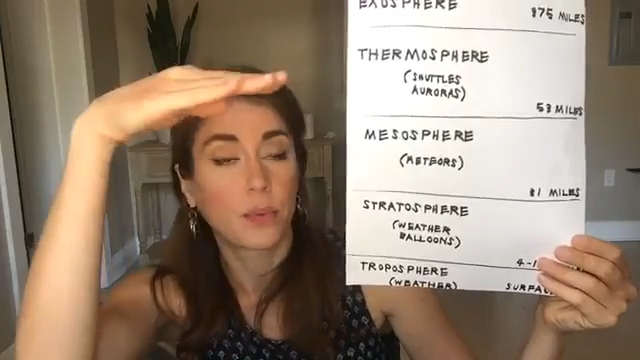 EXOSPHERE
375 MILES
THERMOSPHERE
(SHUTTLES
AURORAS)
53 MILES
MESOSPHERE
(METEORS)
31 MILES
STRATOSPHERE
(WEATHER
BALLOONS)
TROPOSPHERE
(WEATHER)